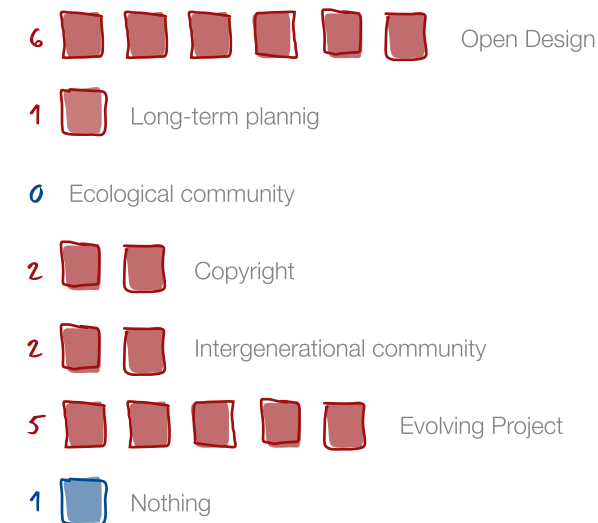 6 Open Design
1 Long-term plannig
0 Ecological community
2 Copyright
2 Intergenerational community
5 Evolving Project
1 Nothing